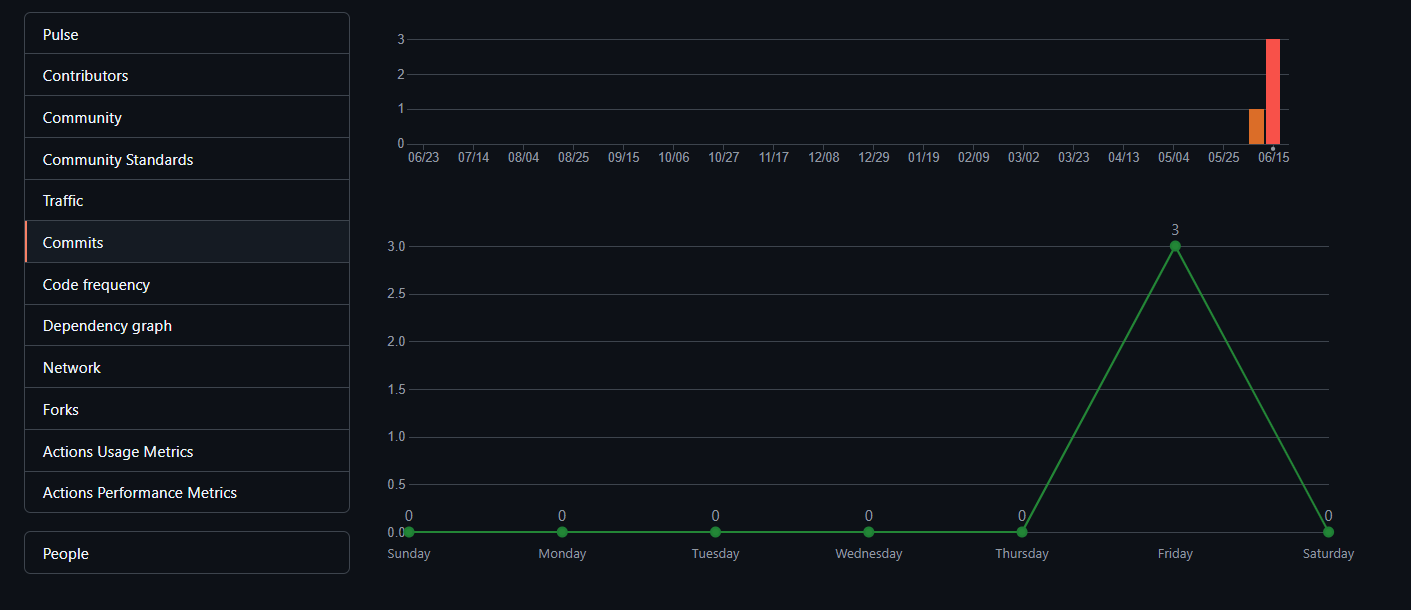 Pulse
Contributors
Community
Community Standards
Traffic
Commits
Code frequency
Dependency graph
Network
Forks
Actions Usage Metrics
Actions Performance Metrics
People
3
2
1
0
06/23 07/14 08/04 08/25 09/15 10/06 10/27 11/17 12/08 12/29 01/19 02/09 03/02 03/23 04/13 05/04 05/25 06/15
3
3.0
2.5
2.0
1.5
1.0
0.5
0 0 0 0 0 0
0.0
Sunday Monday Tuesday Wednesday Thursday Friday Saturday